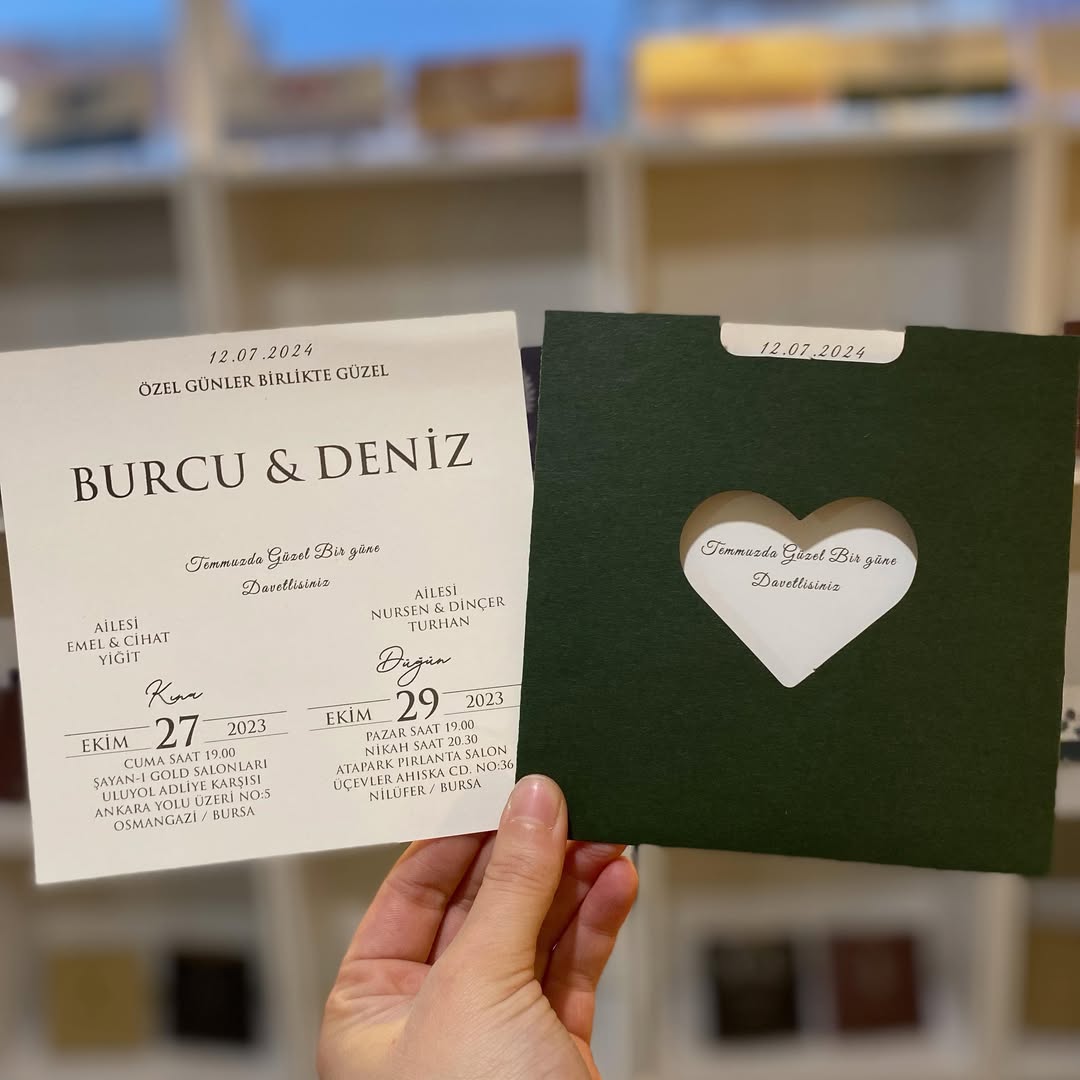 12.07.2024
ÖZEL GÜNLER BİRLİKTE GÜZEL
BURCU & DENİZ
Temmuzda Güzel Bir güne
Davetlisiniz
AİLESİ
EMEL & CİHAT
YİĞİT
AİLESİ
NURSEN & DİNÇER
TURHAN
Kına
EKİM 27 2023
CUMA SAAT 19.00
ŞAYAN-I GOLD SALONLARI
ULUYOL ADLİYE KARŞISI
ANKARA YOLU ÜZERİ NO:5
OSMANGAZİ / BURSA
Düğün
EKİM 29 2023
PAZAR SAAT 19.00
NİKAH SAAT 20.30
ATAPARK PIRLANTA SALON
ÜÇEVLER AHISKA CD. NO:36
NİLÜFER / BURSA
12.07.2024
Temmuzda Güzel Bir güne
Davetlisiniz